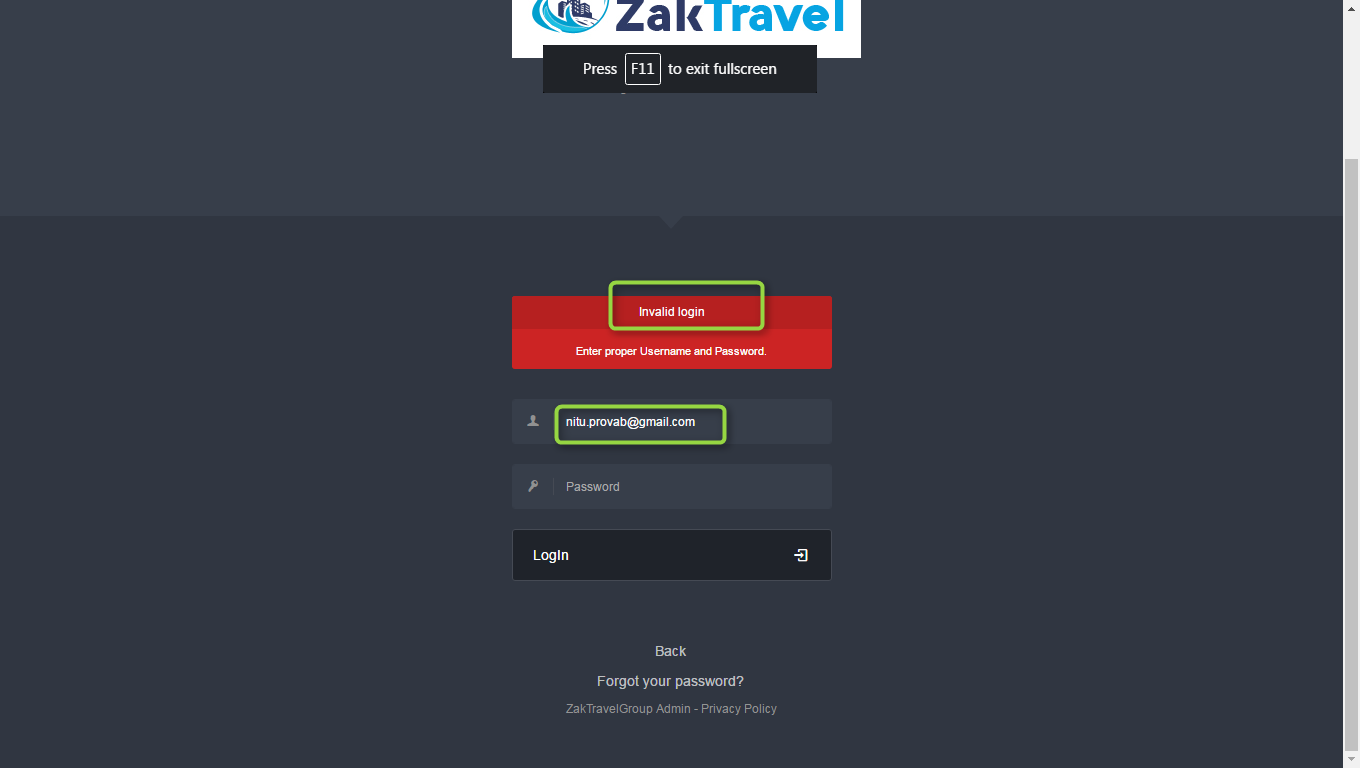 ZakTravel
Press F11 to exit fullscreen
Invalid login
Enter proper Username and Password.
nitu.provab@gmail.com
Password
LogIn
Back
Forgot your password?
ZakTravelGroup Admin - Privacy Policy